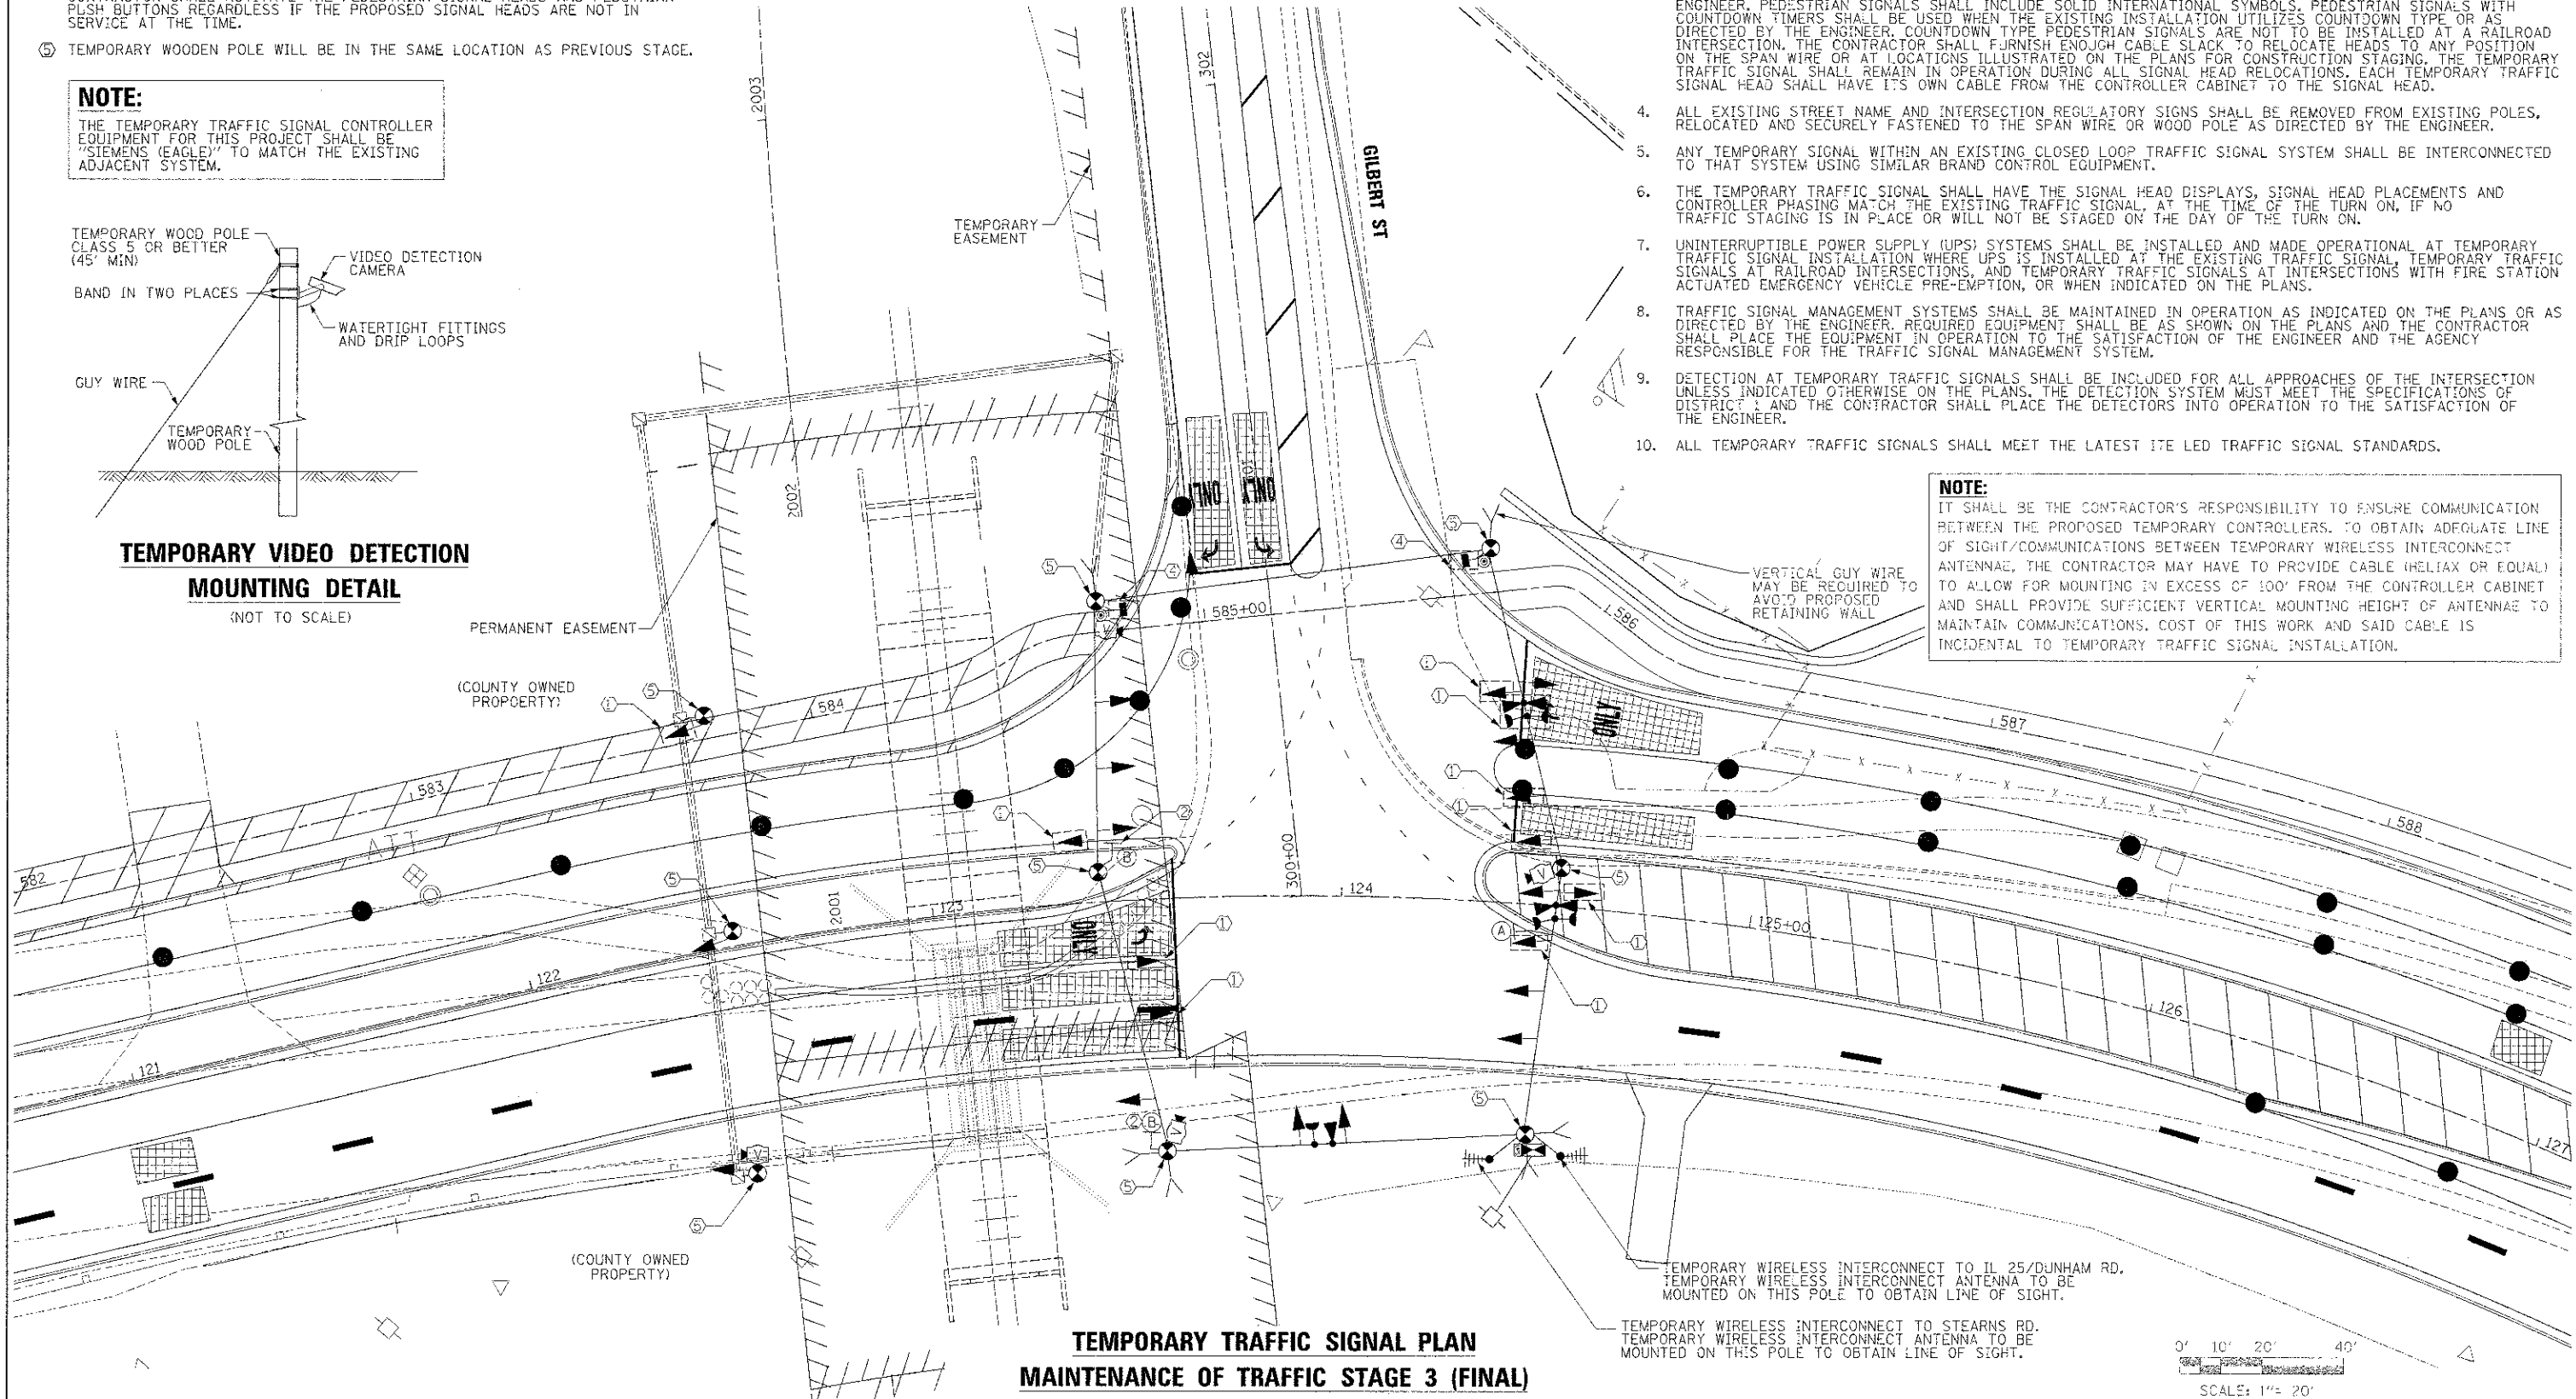 PUSH BUTTONS REGARDLESS IF THE PROPOSED SIGNAL HEADS ARE NOT IN
SERVICE AT THE TIME.
5 TEMPORARY WOODEN POLE WILL BE IN THE SAME LOCATION AS PREVIOUS STAGE.
NOTE:
THE TEMPORARY TRAFFIC SIGNAL CONTROLLER
EQUIPMENT FOR THIS PROJECT SHALL BE
"SIEMENS (EAGLE)" TO MATCH THE EXISTING
ADJACENT SYSTEM.
TEMPORARY WOOD POLE
CLASS 5 OR BETTER
(45' MIN)
VIDEO DETECTION
CAMERA
BAND IN TWO PLACES
WATERTIGHT FITTINGS
AND DRIP LOOPS
GUY WIRE
TEMPORARY
WOOD POLE
TEMPORARY VIDEO DETECTION
MOUNTING DETAIL
(NOT TO SCALE)
ENGINEER. PEDESTRIAN SIGNALS SHALL INCLUDE SOLID INTERNATIONAL SYMBOLS. PEDESTRIAN SIGNALS WITH
COUNTDOWN TIMERS SHALL BE USED WHEN THE EXISTING INSTALLATION UTILIZES COUNTDOWN TYPE OR AS
DIRECTED BY THE ENGINEER. COUNTDOWN TYPE PEDESTRIAN SIGNALS ARE NOT TO BE INSTALLED AT A RAILROAD
INTERSECTION. THE CONTRACTOR SHALL FURNISH ENOUGH CABLE SLACK TO RELOCATE HEADS TO ANY POSITION
ON THE SPAN WIRE OR AT LOCATIONS ILLUSTRATED ON THE PLANS FOR CONSTRUCTION STAGING. THE TEMPORARY
TRAFFIC SIGNAL SHALL REMAIN IN OPERATION DURING ALL SIGNAL HEAD RELOCATIONS. EACH TEMPORARY TRAFFIC
SIGNAL HEAD SHALL HAVE ITS OWN CABLE FROM THE CONTROLLER CABINET TO THE SIGNAL HEAD.
4. ALL EXISTING STREET NAME AND INTERSECTION REGULATORY SIGNS SHALL BE REMOVED FROM EXISTING POLES,
RELOCATED AND SECURELY FASTENED TO THE SPAN WIRE OR WOOD POLE AS DIRECTED BY THE ENGINEER.
5. ANY TEMPORARY SIGNAL WITHIN AN EXISTING CLOSED LOOP TRAFFIC SIGNAL SYSTEM SHALL BE INTERCONNECTED
TO THAT SYSTEM USING SIMILAR BRAND CONTROL EQUIPMENT.
6. THE TEMPORARY TRAFFIC SIGNAL SHALL HAVE THE SIGNAL HEAD DISPLAYS, SIGNAL HEAD PLACEMENTS AND
CONTROLLER PHASING MATCH THE EXISTING TRAFFIC SIGNAL, AT THE TIME OF THE TURN ON, IF NO
TRAFFIC STAGING IS IN PLACE OR WILL NOT BE STAGED ON THE DAY OF THE TURN ON.
7. UNINTERRUPTIBLE POWER SUPPLY (UPS) SYSTEMS SHALL BE INSTALLED AND MADE OPERATIONAL AT TEMPORARY
TRAFFIC SIGNAL INSTALLATION WHERE UPS IS INSTALLED AT THE EXISTING TRAFFIC SIGNAL, TEMPORARY TRAFFIC
SIGNALS AT RAILROAD INTERSECTIONS, AND TEMPORARY TRAFFIC SIGNALS AT INTERSECTIONS WITH FIRE STATION
ACTUATED EMERGENCY VEHICLE PRE-EMPTION, OR WHEN INDICATED ON THE PLANS.
8. TRAFFIC SIGNAL MANAGEMENT SYSTEMS SHALL BE MAINTAINED IN OPERATION AS INDICATED ON THE PLANS OR AS
DIRECTED BY THE ENGINEER. REQUIRED EQUIPMENT SHALL BE AS SHOWN ON THE PLANS AND THE CONTRACTOR
SHALL PLACE THE EQUIPMENT IN OPERATION TO THE SATISFACTION OF THE ENGINEER AND THE AGENCY
RESPONSIBLE FOR THE TRAFFIC SIGNAL MANAGEMENT SYSTEM.
9. DETECTION AT TEMPORARY TRAFFIC SIGNALS SHALL BE INCLUDED FOR ALL APPROACHES OF THE INTERSECTION
UNLESS INDICATED OTHERWISE ON THE PLANS. THE DETECTION SYSTEM MUST MEET THE SPECIFICATIONS OF
DISTRICT 1 AND THE CONTRACTOR SHALL PLACE THE DETECTORS INTO OPERATION TO THE SATISFACTION OF
THE ENGINEER.
10. ALL TEMPORARY TRAFFIC SIGNALS SHALL MEET THE LATEST ITE LED TRAFFIC SIGNAL STANDARDS.
NOTE:
IT SHALL BE THE CONTRACTOR'S RESPONSIBILITY TO ENSURE COMMUNICATION
BETWEEN THE PROPOSED TEMPORARY CONTROLLERS. TO OBTAIN ADEQUATE LINE
OF SIGHT/COMMUNICATIONS BETWEEN TEMPORARY WIRELESS INTERCONNECT
ANTENNAE, THE CONTRACTOR MAY HAVE TO PROVIDE CABLE (HELIAX OR EQUAL)
TO ALLOW FOR MOUNTING IN EXCESS OF 100' FROM THE CONTROLLER CABINET
AND SHALL PROVIDE SUFFICIENT VERTICAL MOUNTING HEIGHT OF ANTENNAE TO
MAINTAIN COMMUNICATIONS. COST OF THIS WORK AND SAID CABLE IS
INCIDENTAL TO TEMPORARY TRAFFIC SIGNAL INSTALLATION.
2003
302
GILBERT ST
TEMPORARY
EASEMENT
2002
ONLY
ONLY
PERMANENT EASEMENT
(COUNTY OWNED
PROPOERTY)
VERTICAL GUY WIRE
MAY BE REQUIRED TO
AVOID PROPOSED
RETAINING WALL
585+00
586
587
588
584
583
582
ONLY
ONLY
300+00
2001
121
122
123
124
125+00
126
127
(COUNTY OWNED
PROPERTY)
TEMPORARY WIRELESS INTERCONNECT TO IL 25/DUNHAM RD.
TEMPORARY WIRELESS INTERCONNECT ANTENNA TO BE
MOUNTED ON THIS POLE TO OBTAIN LINE OF SIGHT.
TEMPORARY WIRELESS INTERCONNECT TO STEARNS RD.
TEMPORARY WIRELESS INTERCONNECT ANTENNA TO BE
MOUNTED ON THIS POLE TO OBTAIN LINE OF SIGHT.
TEMPORARY TRAFFIC SIGNAL PLAN
MAINTENANCE OF TRAFFIC STAGE 3 (FINAL)
0' 10' 20' 40'
SCALE: 1"= 20'